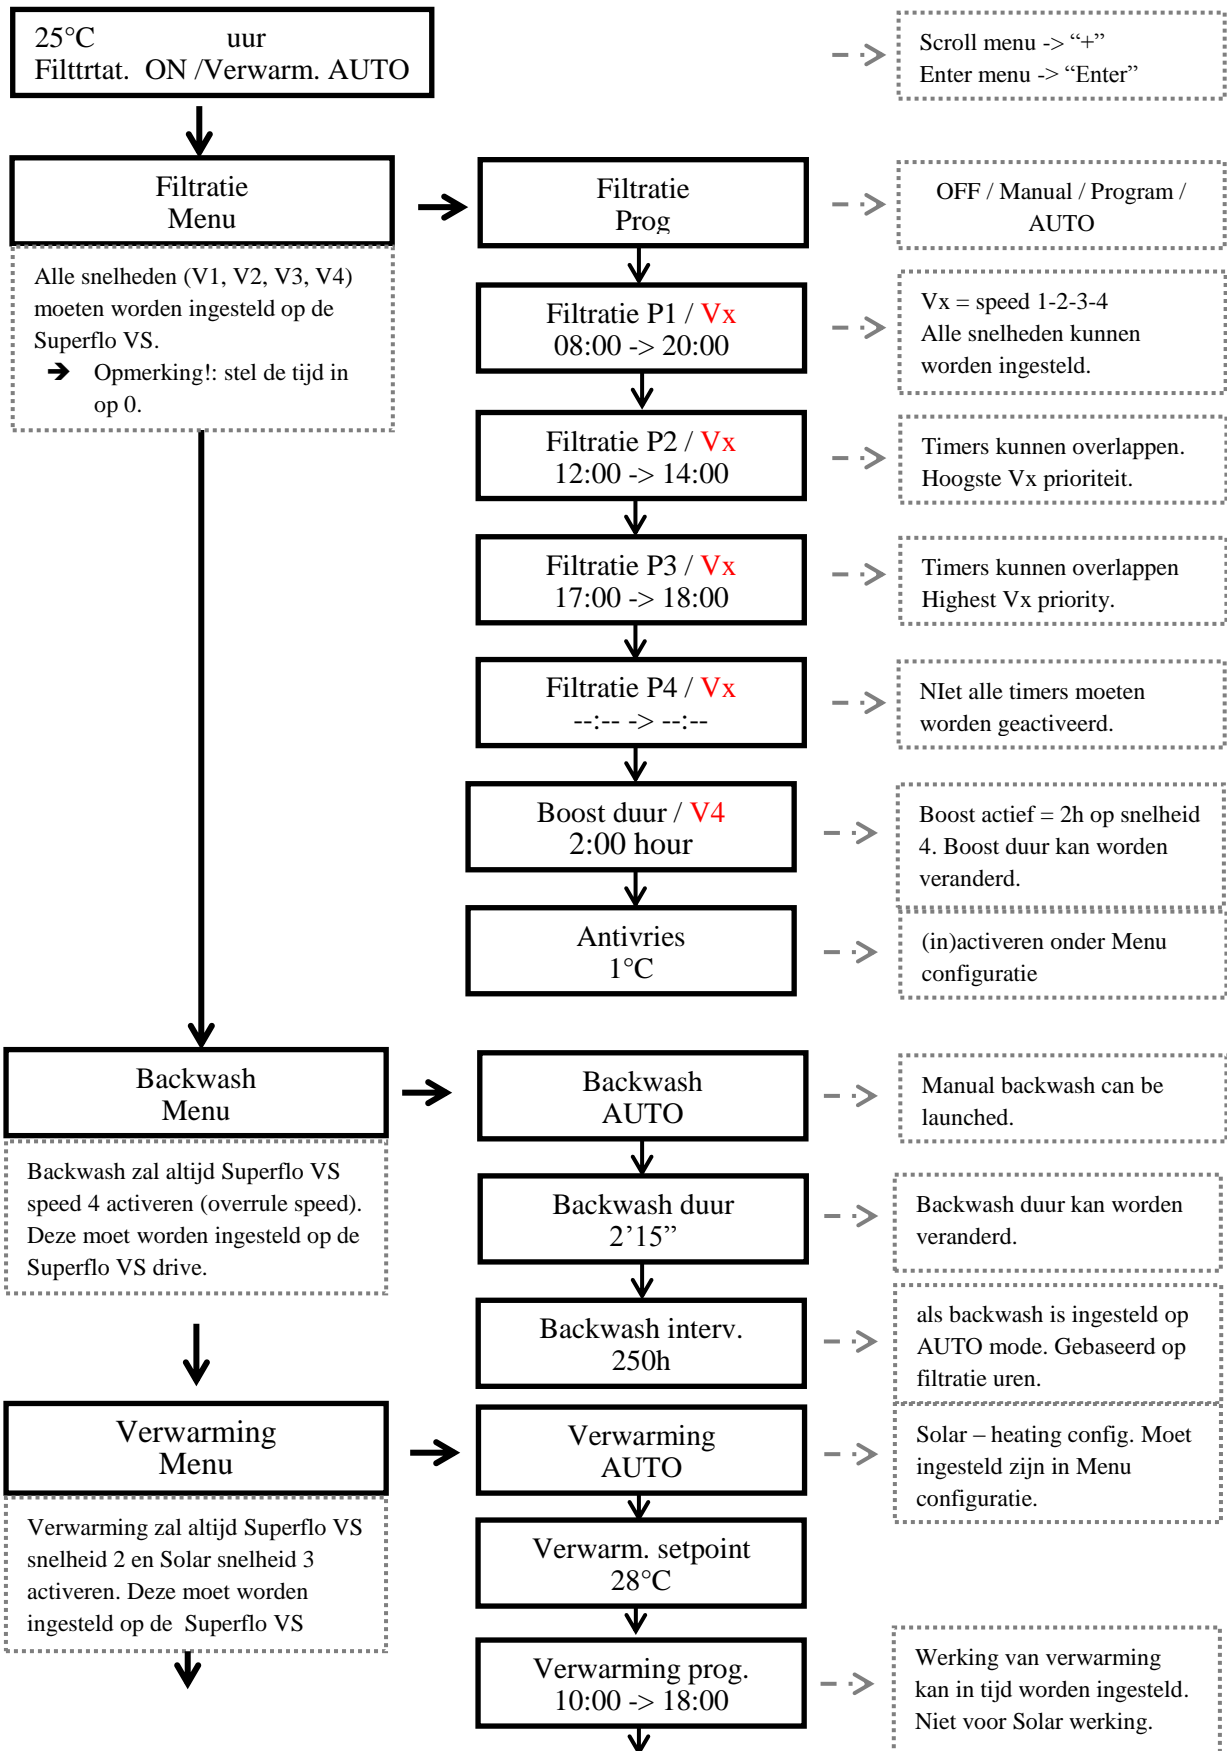 25°C uur
Filttrtat. ON /Verwarm. AUTO
Scroll menu -> “+”
Enter menu -> “Enter”
Filtratie
Menu
Filtratie
Prog
OFF / Manual / Program /
AUTO
Alle snelheden (V1, V2, V3, V4)
moeten worden ingesteld op de
Superflo VS.
➔ Opmerking!: stel de tijd in
op 0.
Filtratie P1 / Vx
08:00 -> 20:00
Vx = speed 1-2-3-4
Alle snelheden kunnen
worden ingesteld.
Filtratie P2 / Vx
12:00 -> 14:00
Timers kunnen overlappen.
Hoogste Vx prioriteit.
Filtratie P3 / Vx
17:00 -> 18:00
Timers kunnen overlappen
Highest Vx priority.
Filtratie P4 / Vx
--:-- -> --:--
NIet alle timers moeten
worden geactiveerd.
Boost duur / V4
2:00 hour
Boost actief = 2h op snelheid
4. Boost duur kan worden
veranderd.
Antivries
1°C
(in)activeren onder Menu
configuratie
Backwash
Menu
Backwash
AUTO
Manual backwash can be
launched.
Backwash zal altijd Superflo VS
speed 4 activeren (overrule speed).
Deze moet worden ingesteld op de
Superflo VS drive.
Backwash duur
2’15”
Backwash duur kan worden
veranderd.
Backwash interv.
250h
als backwash is ingesteld op
AUTO mode. Gebaseerd op
filtratie uren.
Verwarming
Menu
Verwarming
AUTO
Solar – heating config. Moet
ingesteld zijn in Menu
configuratie.
Verwarming zal altijd Superflo VS
snelheid 2 en Solar snelheid 3
activeren. Deze moet worden
ingesteld op de Superflo VS
Verwarm. setpoint
28°C
Verwarming prog.
10:00 -> 18:00
Werking van verwarming
kan in tijd worden ingesteld.
Niet voor Solar werking.